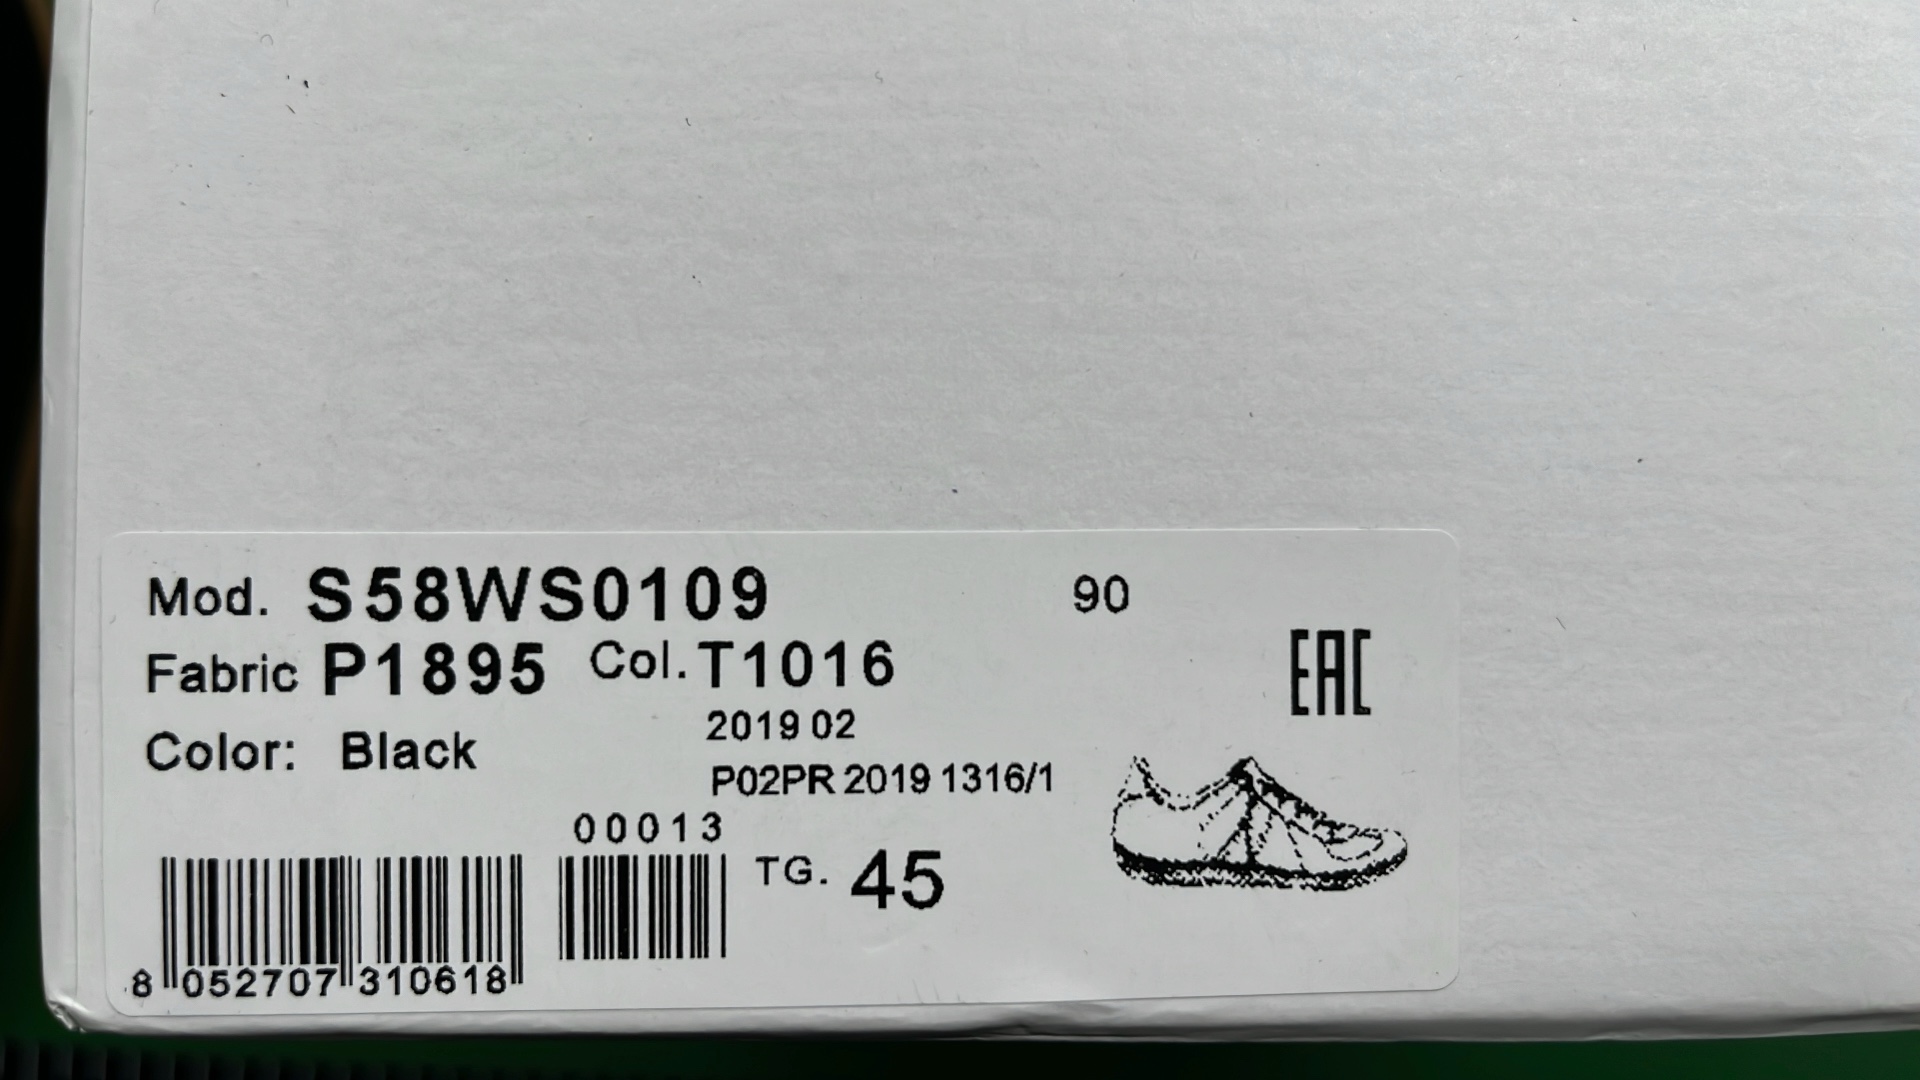 Mod. S58WS0109 90
Fabric P1895 Col. T1016
EAC
2019 02
Color: Black
P02PR 2019 1316/1
00013
TG. 45
8 052707 310618